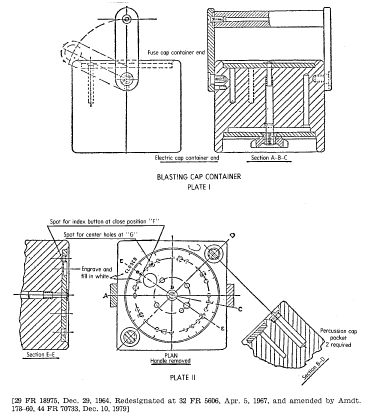 Fuse cap container end
Electric cap container end
Section A-B-C
BLASTING CAP CONTAINER
PLATE I
Spot for index button at close position "F"
Spot for center holes at "G"
Engrave and
fill in white
CLOSED
E
A
C
E
Section E-E
PLAN
Handle removed
Percussion cap
pocket
2 required
Section B-D
PLATE II
[29 FR 18975, Dec. 29, 1964. Redesignated at 32 FR 5606, Apr. 5, 1967, and amended by Amdt.
178-60, 44 FR 70733, Dec. 10, 1979]